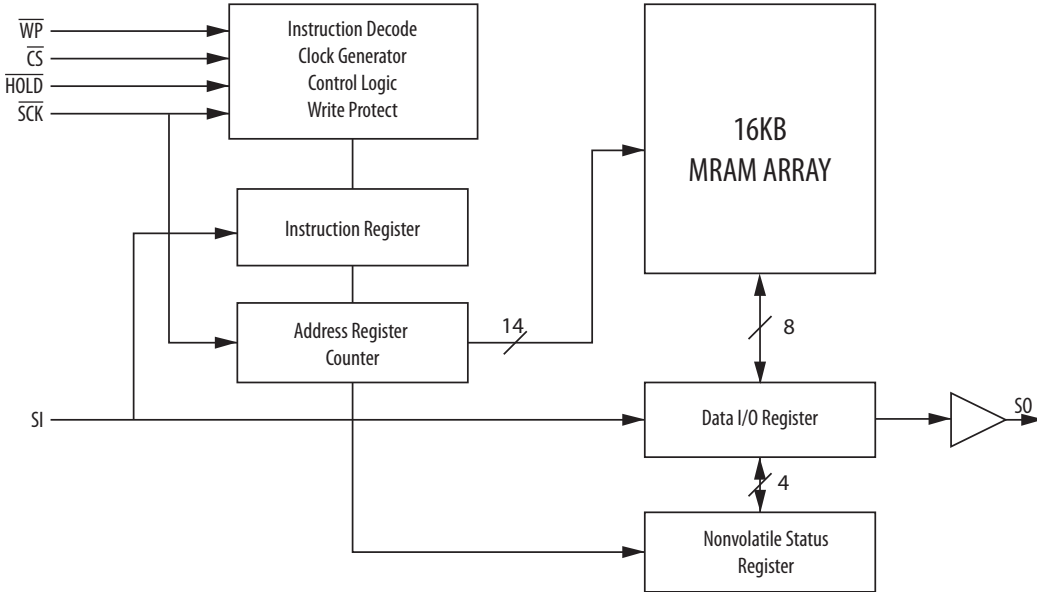 WP
CS
HOLD
SCK
Instruction Decode
Clock Generator
Control Logic
Write Protect
16KB
MRAM ARRAY
Instruction Register
Address Register
Counter
14
8
SI
Data I/O Register
SO
4
Nonvolatile Status
Register